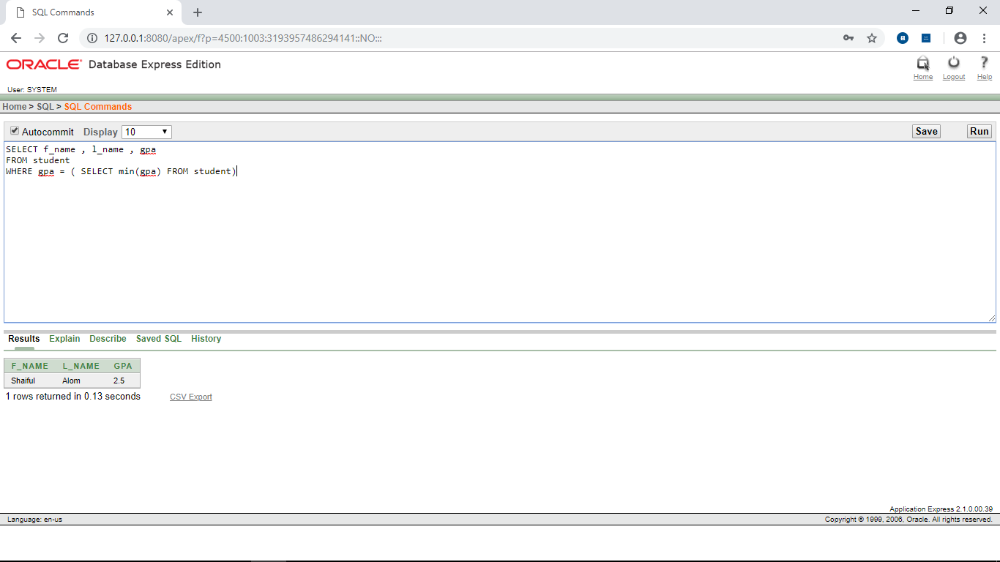 SQL Commands
127.0.0.1:8080/apex/f?p=4500:1003:3193957486294141::NO:::
ORACLE Database Express Edition
Home Logout Help
User: SYSTEM
Home > SQL > SQL Commands
Autocommit Display 10 Save Run
SELECT f_name , l_name , gpa
FROM student
WHERE gpa = ( SELECT min(gpa) FROM student)
Results Explain Describe Saved SQL History
F_NAME L_NAME GPA
Shaiful Alom 2.5
1 rows returned in 0.13 seconds CSV Export
Application Express 2.1.0.00.39
Language: en-us Copyright © 1999, 2006, Oracle. All rights reserved.